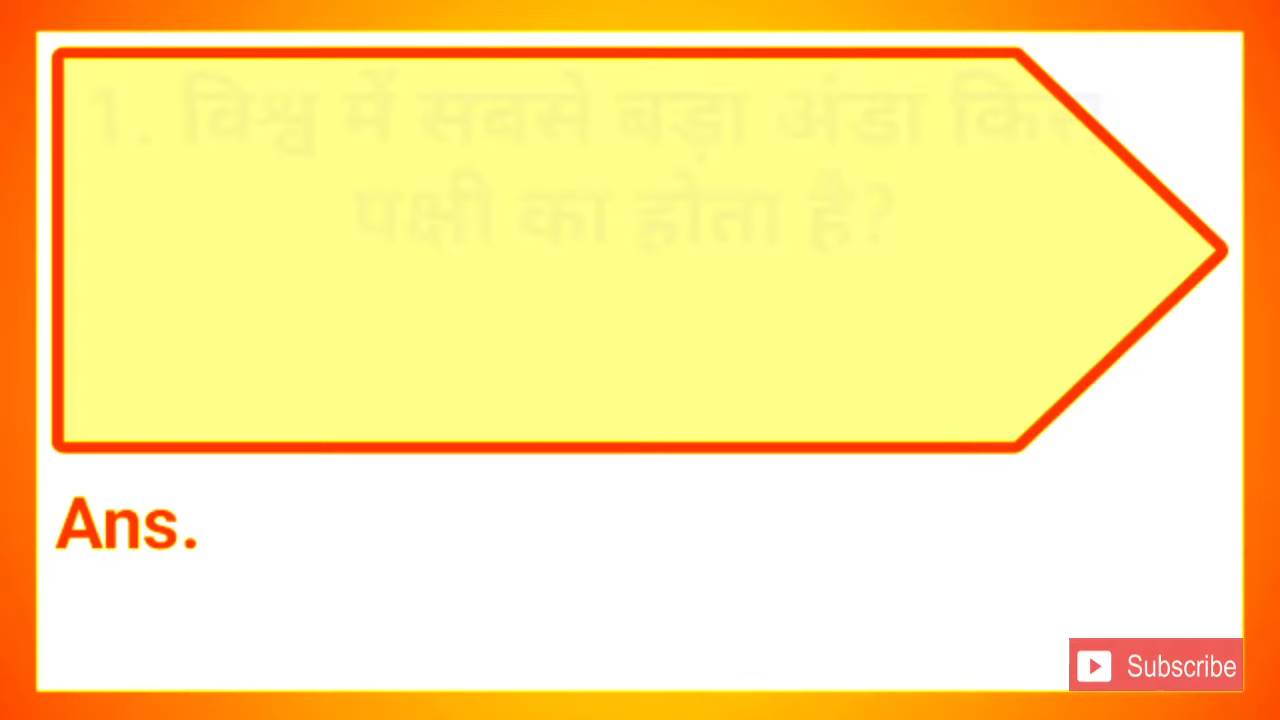 1. विश्व में सबसे बड़ा अंडा किस
पक्षी का होता है?
Ans.
Subscribe